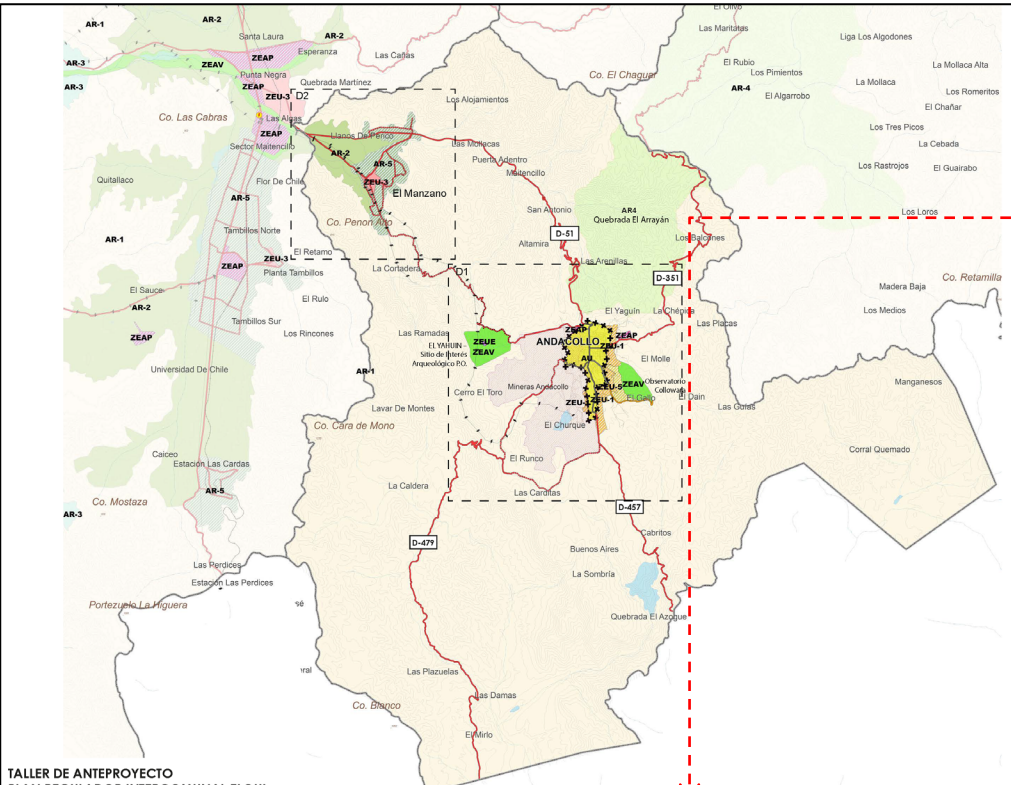 El Olivo
AR-1
AR-2
Las Maritatas
Santa Laura
AR-2
Liga Los Algodones
Esperanza
ZEAP
Las Cañas
AR-3
ZEAV
El Rubio
La Mollaca Alta
Punta Negra
Co. El Chaguar
Los Pimientos
AR-3
ZEAP
Quebrada Martínez
AR-4
La Mollaca
Los Romeritos
ZEU-3
D2
Los Alojamientos
El Algarrobo
El Chañar
Co. Las Cabras
Las Algas
Los Tres Picos
ZEAP
Llanos De Penco
Las Mollacas
La Cebada
Sector Maitencillo
AR-2
Puerta Adentro
AR-5
Los Rastrojos
El Guairabo
Quitallaco
Flor De Chile
ZEU-3
Maitencillo
El Manzano
AR-5
San Antonio
AR4
Quebrada El Arrayán
Los Loros
Co. Penon Alto
Tambillos Norte
D-51
Los Balcones
AR-1
Altamira
El Retamo
ZEU-3
Las Arenillas
ZEAP
La Cortadera
D1
Planta Tambillos
D-351
Co. Retamilla
El Sauce
Madera Baja
El Rulo
AR-2
El Yaguín
La Chépica
Los Medios
Tambillos Sur
Las Placas
Los Rincones
Las Ramadas
ZEAP
ZEAP
ZEAP
EL YAHUIN -
Sitio de Interés
Arqueológico P.O.
ZEUE
ZEAV
ANDACOLLO
ZEU-1
AU
El Molle
Universidad De Chile
AR-1
Mineras Andacollo
ZEU-5
ZEAV
Observatorio
Collowara
Manganesos
Cerro El Toro
El Gallo
El Dain
ZEU-1
Lavar De Montes
Las Guias
Co. Cara de Mono
El Churque
Caiceo
Estación Las Cardas
El Runco
Corral Quemado
AR-5
La Caldera
Las Carditas
Co. Mostaza
D-457
AR-3
Cabritos
D-479
Buenos Aires
Las Perdices
La Sombría
Estación Las Perdices
Portezuelo La Higuera
Quebrada El Azogue
Las Plazuelas
Co. Blanco
Las Damas
El Mirlo
TALLER DE ANTEPROYECTO